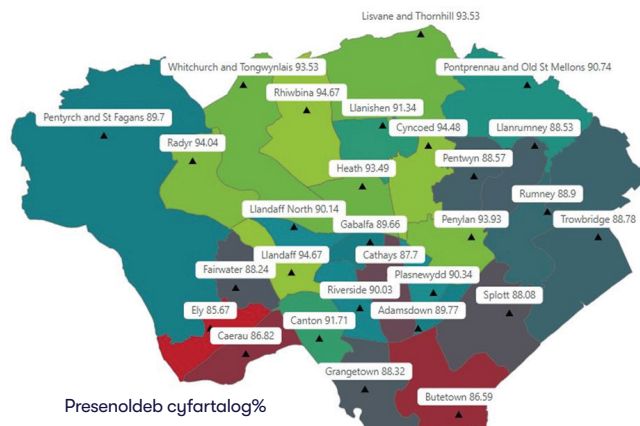 Lisvane and Thornhill 93.53
Whitchurch and Tongwynlais 93.53
Pontprennau and Old St Mellons 90.74
Rhiwbina 94.67
Llanishen 91.34
Pentyrch and St Fagans 89.7
Cyncoed 94.48
Llanrumney 88.53
Radyr 94.04
Pentwyn 88.57
Heath 93.49
Rumney 88.9
Llandaff North 90.14
Gabalfa 89.66
Penylan 93.93
Trowbridge 88.78
Llandaff 94.67
Cathays 87.7
Fairwater 88.24
Plasnewydd 90.34
Riverside 90.03
Ely 85.67
Splott 88.08
Canton 91.71
Adamsdown 89.77
Caerau 86.82
Grangetown 88.32
Butetown 86.59
Presenoldeb cyfartalog%